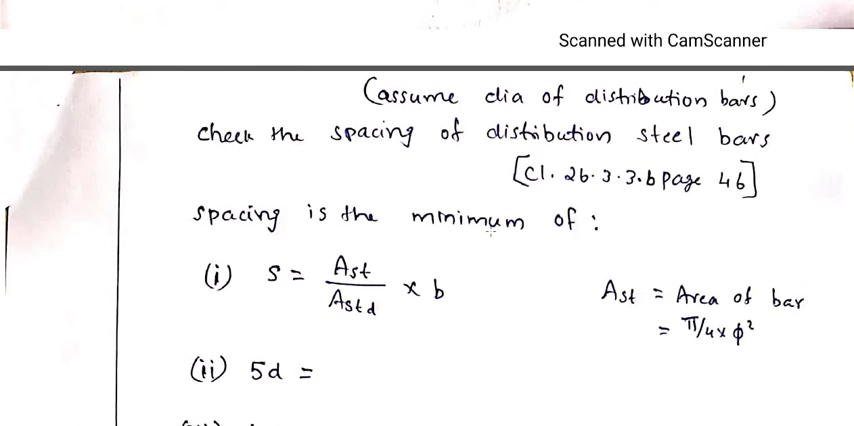 Scanned with CamScanner
(assume dia of distribution bars)
check the spacing of distribution steel bars
[Cl. 26.3.3.b page 46]
spacing is the mnimum of :
(i) S = Ast / Astd × b
Ast = Area of bar
= π/4 × φ²
(ii) 5d =